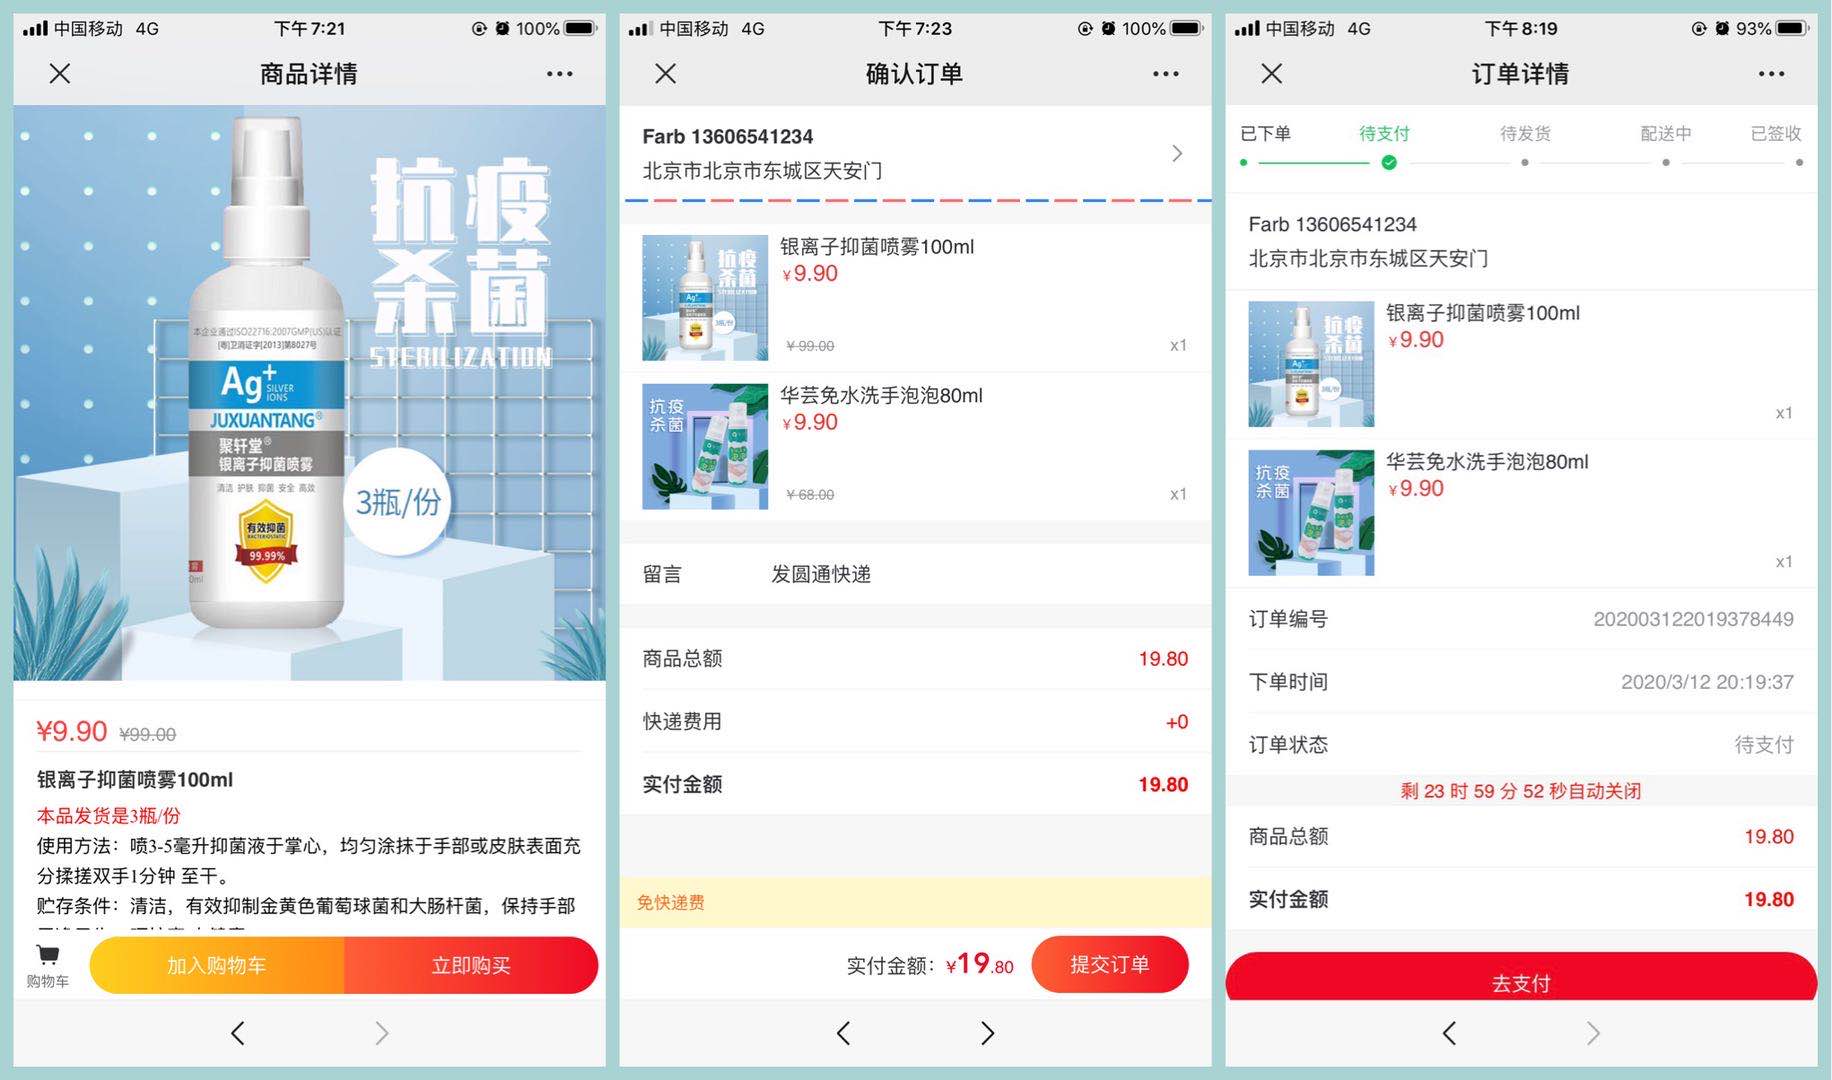 中国移动 4G 下午7:21 100%
商品详情
抗疫
杀菌
STERILIZATION
本企业通过ISO22716:2007GMP(US)认证
[粤]卫消证字[2013]第8027号
Ag+ SILVER IONS
JUXUANTANG®
聚轩堂®
银离子抑菌喷雾
清洁 护肤 抑菌 安全 高效
有效抑菌
BACTERIOSTATIC
99.99%
3瓶/份
¥9.90 ¥99.00
银离子抑菌喷雾100ml
本品发货是3瓶/份
使用方法：喷3-5毫升抑菌液于掌心，均匀涂抹于手部或皮肤表面充
分揉搓双手1分钟 至干。
贮存条件：清洁，有效抑制金黄色葡萄球菌和大肠杆菌，保持手部
购物车 加入购物车 立即购买
中国移动 4G 下午7:23 100%
确认订单
Farb 13606541234
北京市北京市东城区天安门
抗疫
杀菌
STERILIZATION
Ag+
3瓶/份
银离子抑菌喷雾100ml
¥9.90
¥99.00 x1
抗疫
杀菌
华芸免水洗手泡泡80ml
¥9.90
¥68.00 x1
留言 发圆通快递
商品总额 19.80
快递费用 +0
实付金额 19.80
免快递费
实付金额：¥19.80 提交订单
中国移动 4G 下午8:19 93%
订单详情
已下单 待支付 待发货 配送中 已签收
Farb 13606541234
北京市北京市东城区天安门
抗疫
杀菌
STERILIZATION
Ag+
3瓶/份
银离子抑菌喷雾100ml
¥9.90
x1
抗疫
杀菌
华芸免水洗手泡泡80ml
¥9.90
x1
订单编号 202003122019378449
下单时间 2020/3/12 20:19:37
订单状态 待支付
剩 23 时 59 分 52 秒自动关闭
商品总额 19.80
实付金额 19.80
去支付